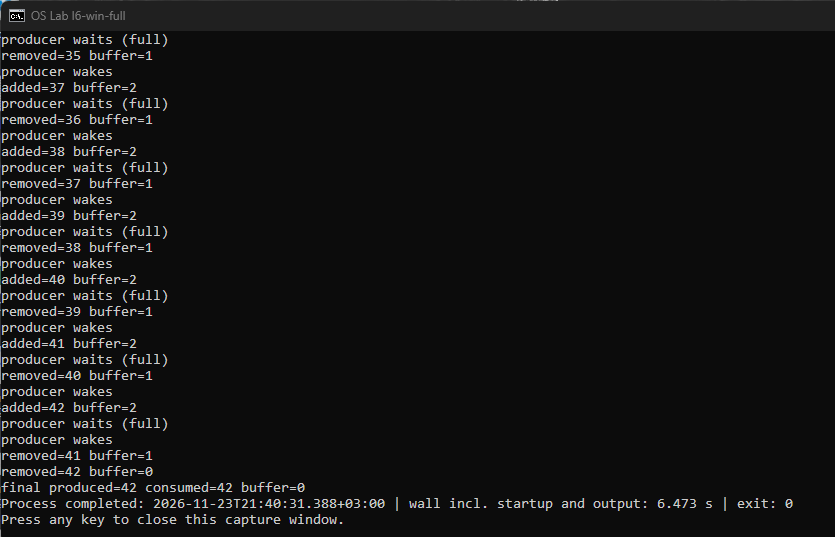 OS Lab l6-win-full
producer waits (full)
removed=35 buffer=1
producer wakes
added=37 buffer=2
producer waits (full)
removed=36 buffer=1
producer wakes
added=38 buffer=2
producer waits (full)
removed=37 buffer=1
producer wakes
added=39 buffer=2
producer waits (full)
removed=38 buffer=1
producer wakes
added=40 buffer=2
producer waits (full)
removed=39 buffer=1
producer wakes
added=41 buffer=2
producer waits (full)
removed=40 buffer=1
producer wakes
added=42 buffer=2
producer waits (full)
producer wakes
removed=41 buffer=1
removed=42 buffer=0
final produced=42 consumed=42 buffer=0
Process completed: 2026-11-23T21:40:31.388+03:00 | wall incl. startup and output: 6.473 s | exit: 0
Press any key to close this capture window.